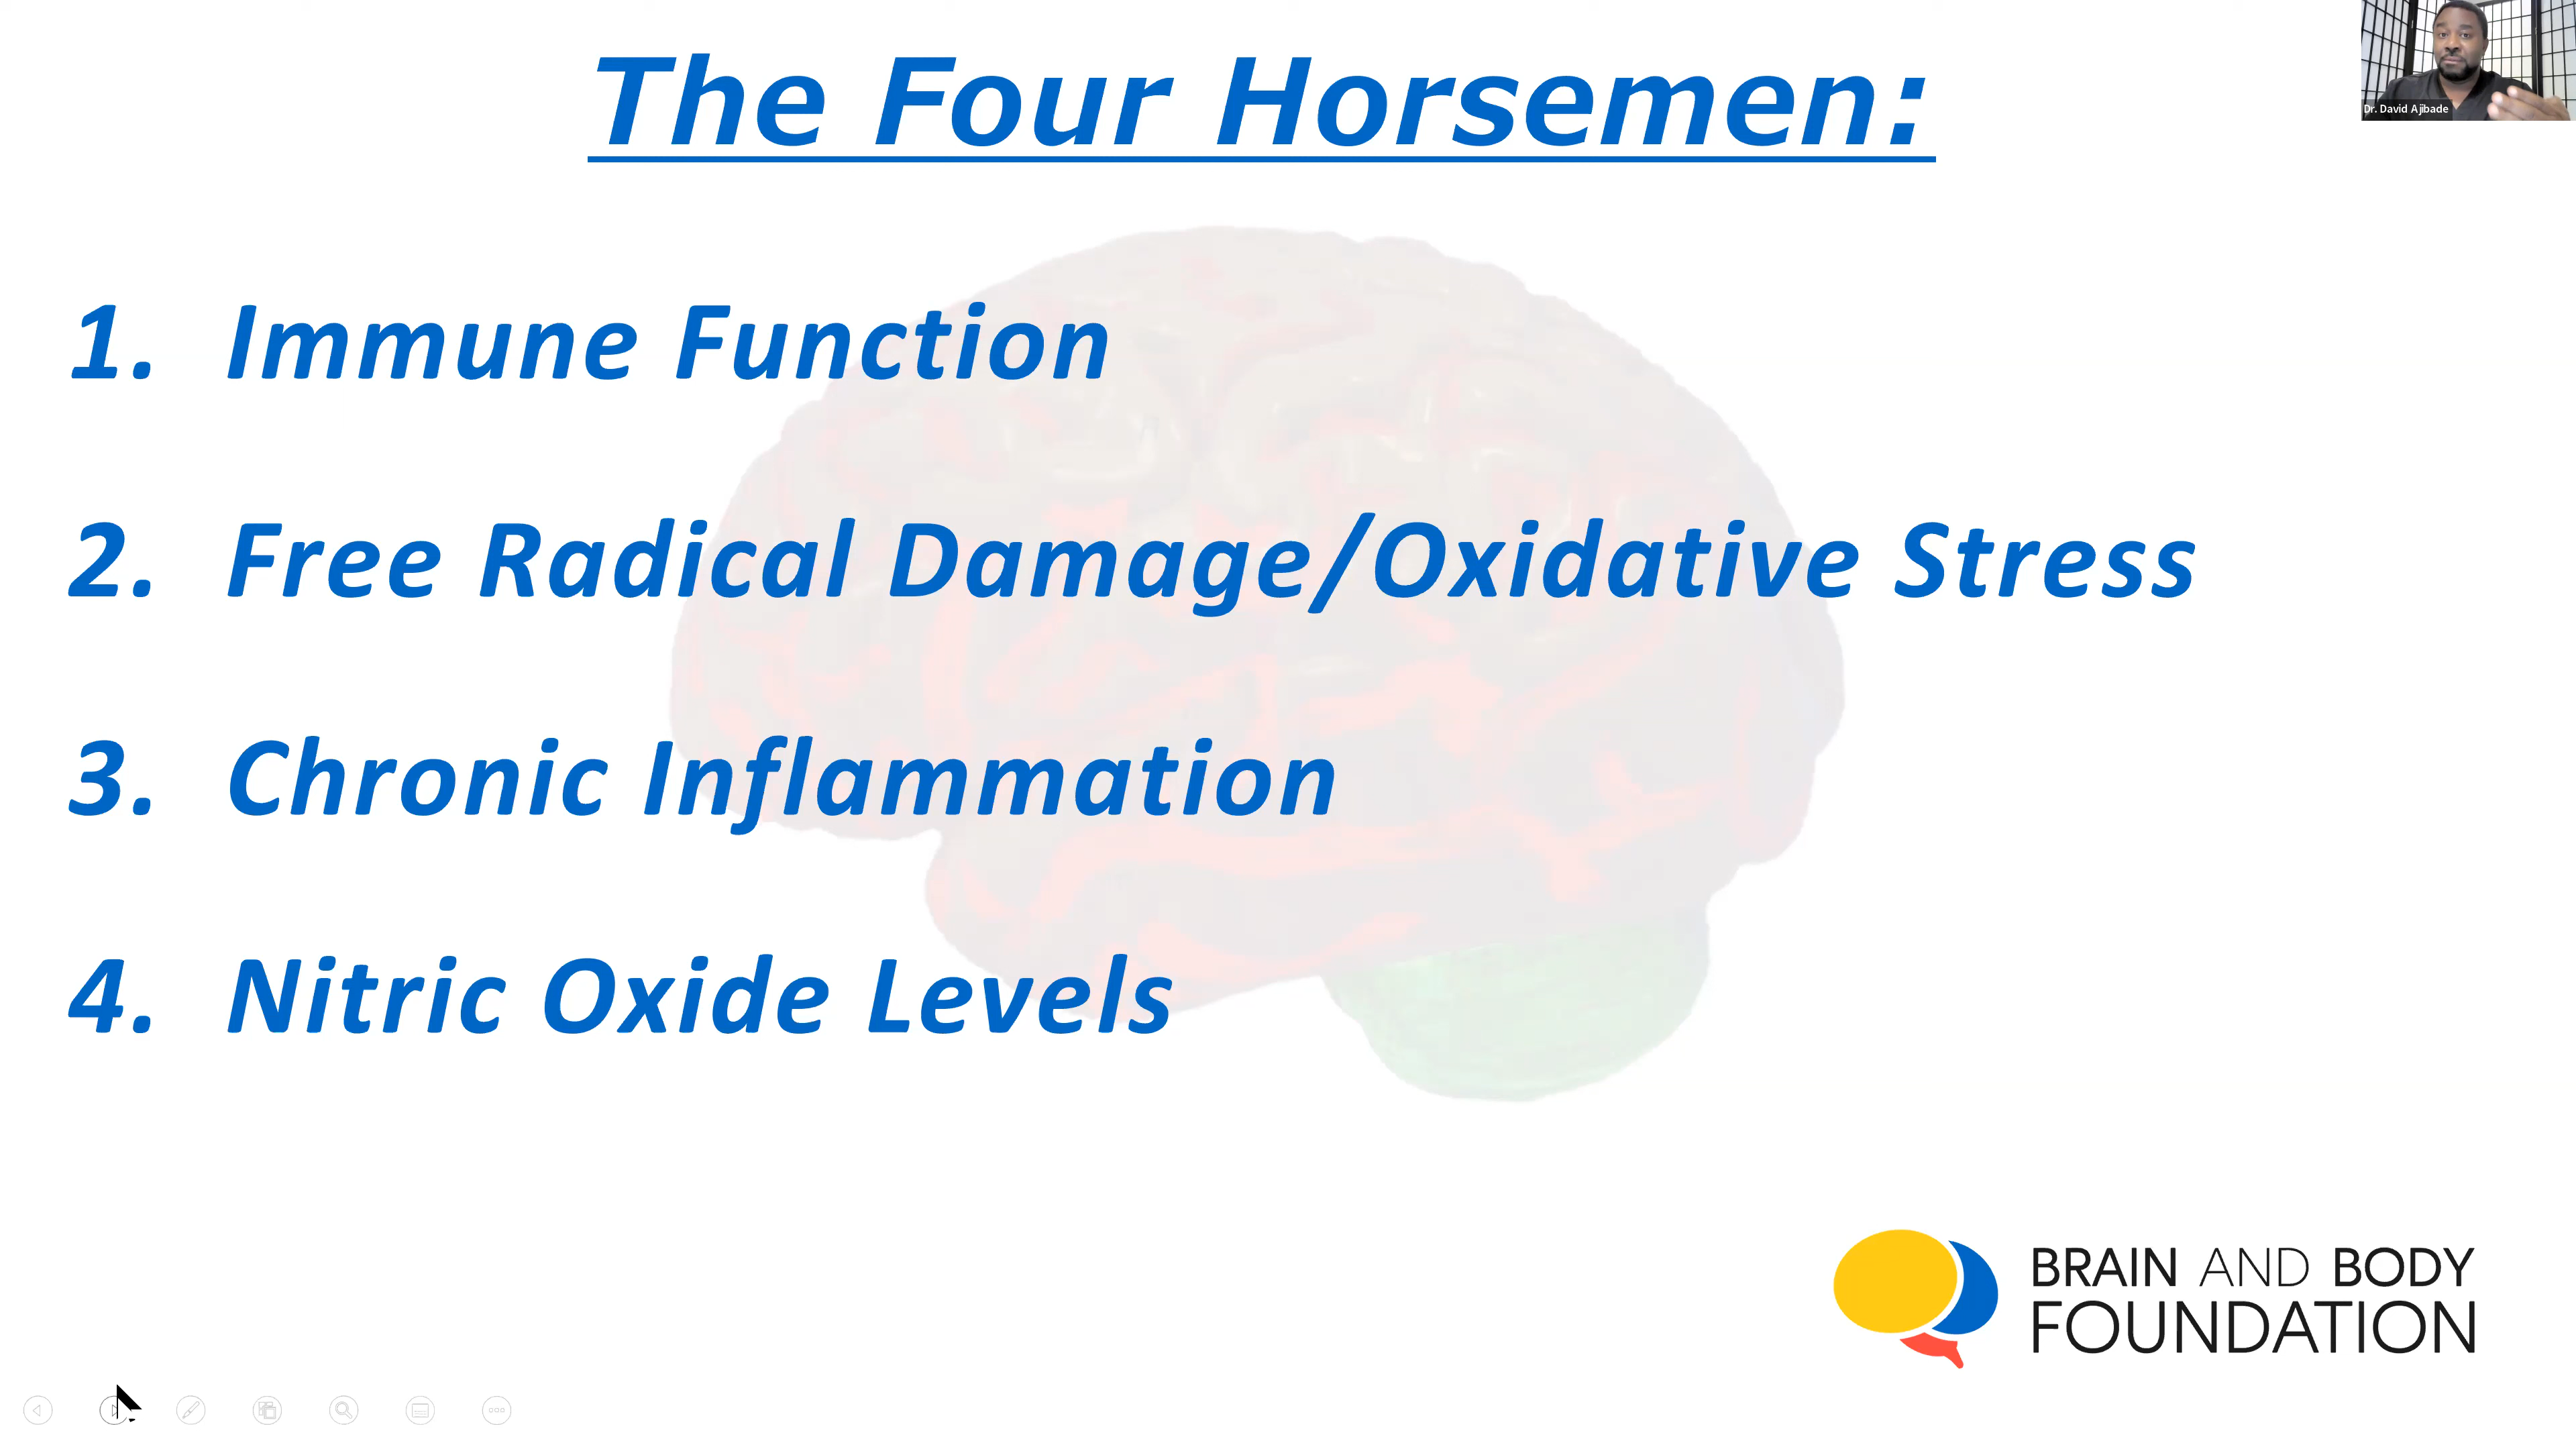 The Four Horsemen:
Dr. David Ajibade
1. Immune Function
2. Free Radical Damage/Oxidative Stress
3. Chronic Inflammation
4. Nitric Oxide Levels
BRAIN AND BODY
FOUNDATION